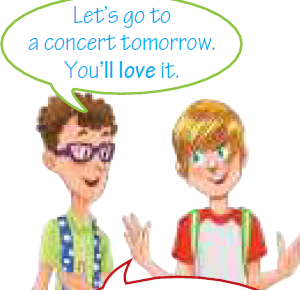 Let's go to
a concert tomorrow.
You'll love it.